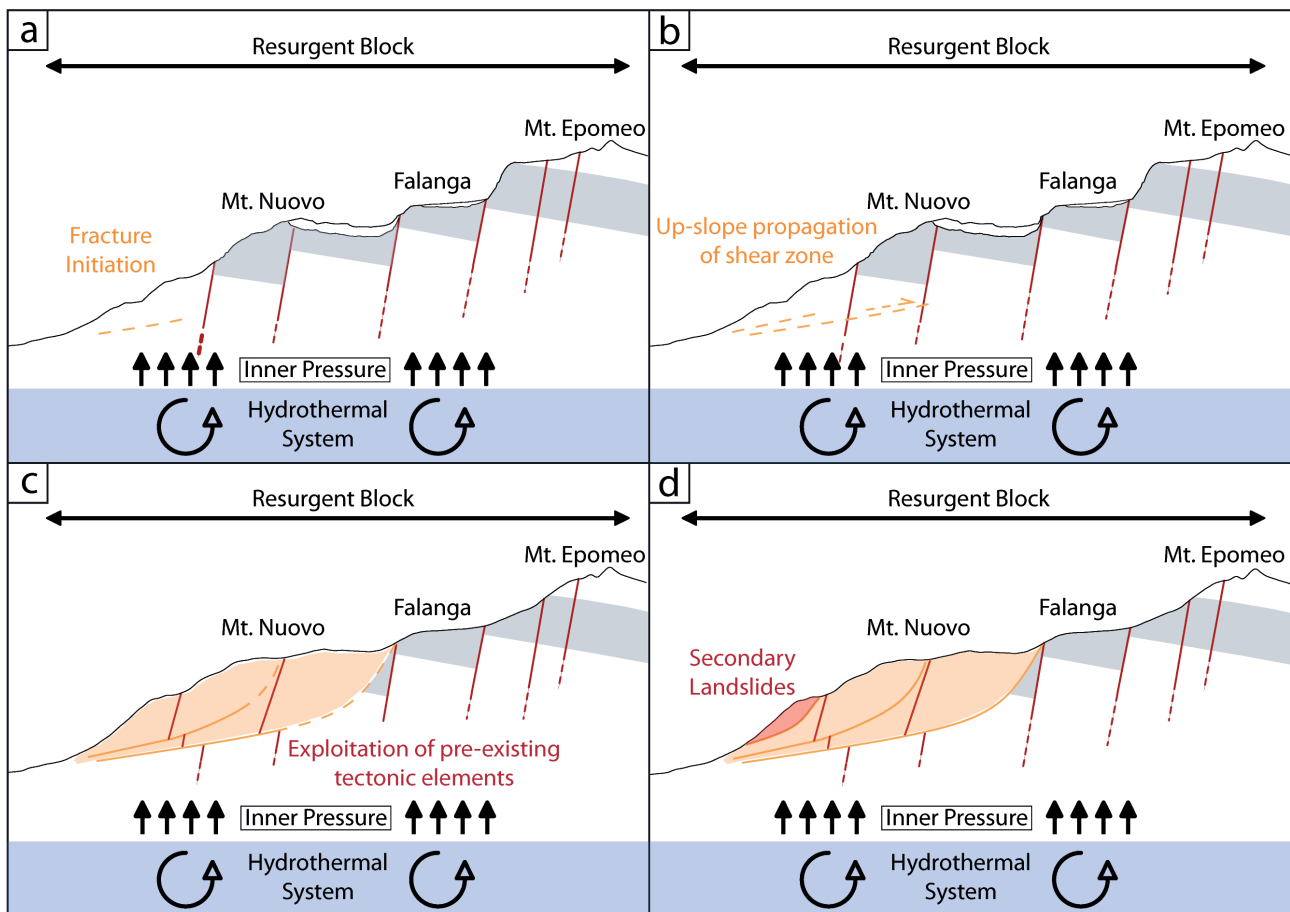 a
Resurgent Block
Mt. Epomeo
Falanga
Mt. Nuovo
Fracture
Initiation
Inner Pressure
Hydrothermal
System
b
Resurgent Block
Mt. Epomeo
Falanga
Mt. Nuovo
Up-slope propagation
of shear zone
Inner Pressure
Hydrothermal
System
c
Resurgent Block
Mt. Epomeo
Falanga
Mt. Nuovo
Exploitation of pre-existing
tectonic elements
Inner Pressure
Hydrothermal
System
d
Resurgent Block
Mt. Epomeo
Falanga
Mt. Nuovo
Secondary
Landslides
Inner Pressure
Hydrothermal
System